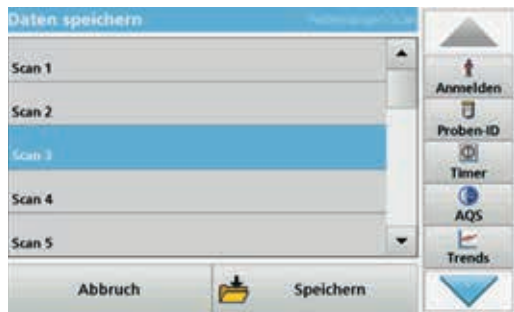 Daten speichern
Scan 1
Scan 2
Scan 3
Scan 4
Scan 5
Abbruch
Speichern
Anmelden
Proben-ID
Timer
AQS
Trends